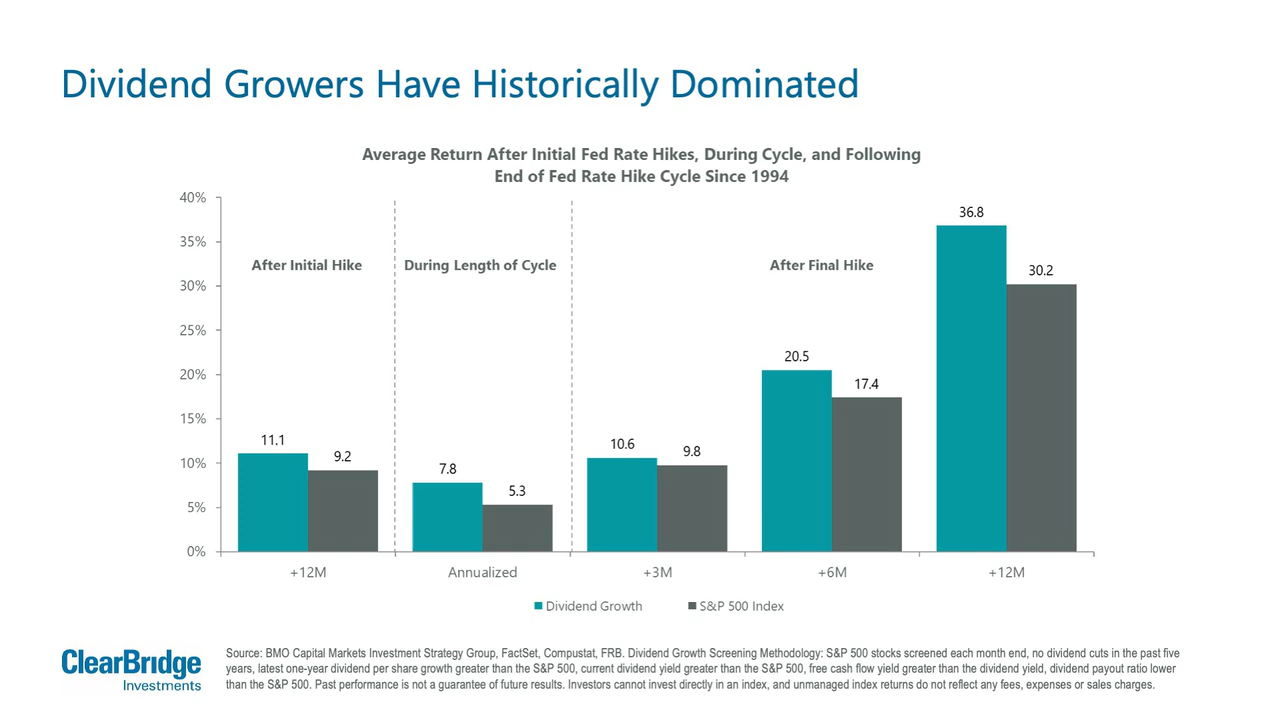 Dividend Growers Have Historically Dominated
Average Return After Initial Fed Rate Hikes, During Cycle, and Following
End of Fed Rate Hike Cycle Since 1994
40%
35%
30%
25%
20%
15%
10%
5%
0%
After Initial Hike
During Length of Cycle
After Final Hike
11.1
9.2
7.8
5.3
10.6
9.8
20.5
17.4
36.8
30.2
+12M
Annualized
+3M
+6M
+12M
Dividend Growth
S&P 500 Index
ClearBridge
Investments
Source: BMO Capital Markets Investment Strategy Group, FactSet, Compustat, FRB. Dividend Growth Screening Methodology: S&P 500 stocks screened each month end, no dividend cuts in the past five
years, latest one-year dividend per share growth greater than the S&P 500, current dividend yield greater than the S&P 500, free cash flow yield greater than the dividend yield, dividend payout ratio lower
than the S&P 500. Past performance is not a guarantee of future results. Investors cannot invest directly in an index, and unmanaged index returns do not reflect any fees, expenses or sales charges.